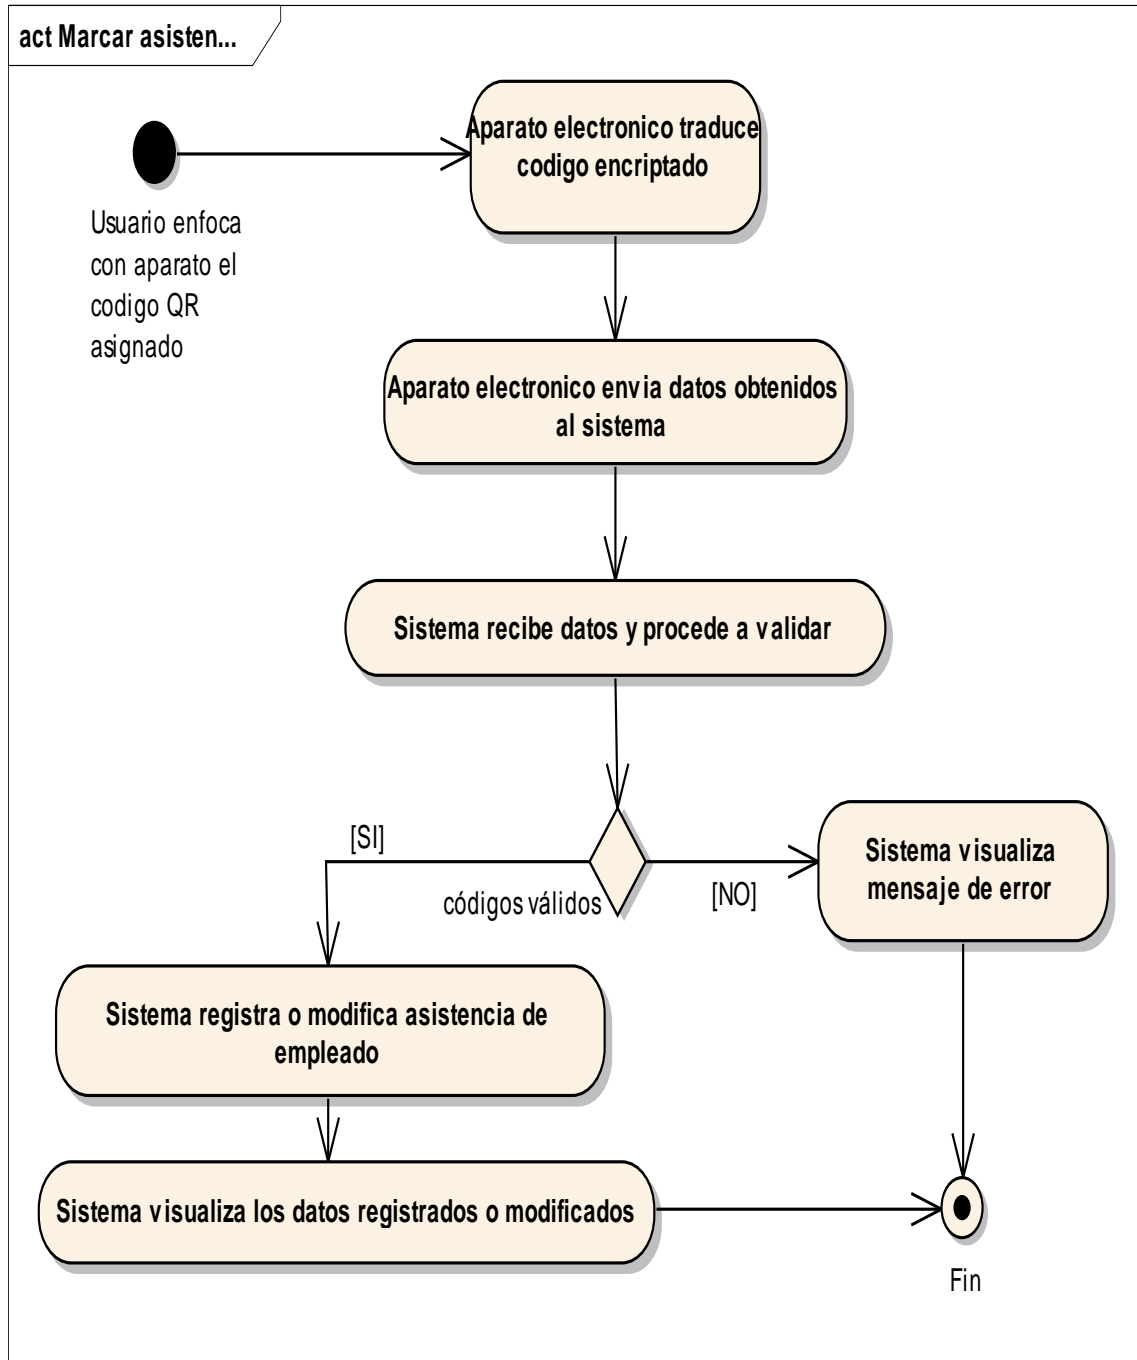 act Marcar asisten...
Aparato electronico traduce
codigo encriptado
Usuario enfoca
con aparato el
codigo QR
asignado
Aparato electronico envia datos obtenidos
al sistema
Sistema recibe datos y procede a validar
[SI]
códigos válidos
[NO]
Sistema visualiza
mensaje de error
Sistema registra o modifica asistencia de
empleado
Sistema visualiza los datos registrados o modificados
Fin